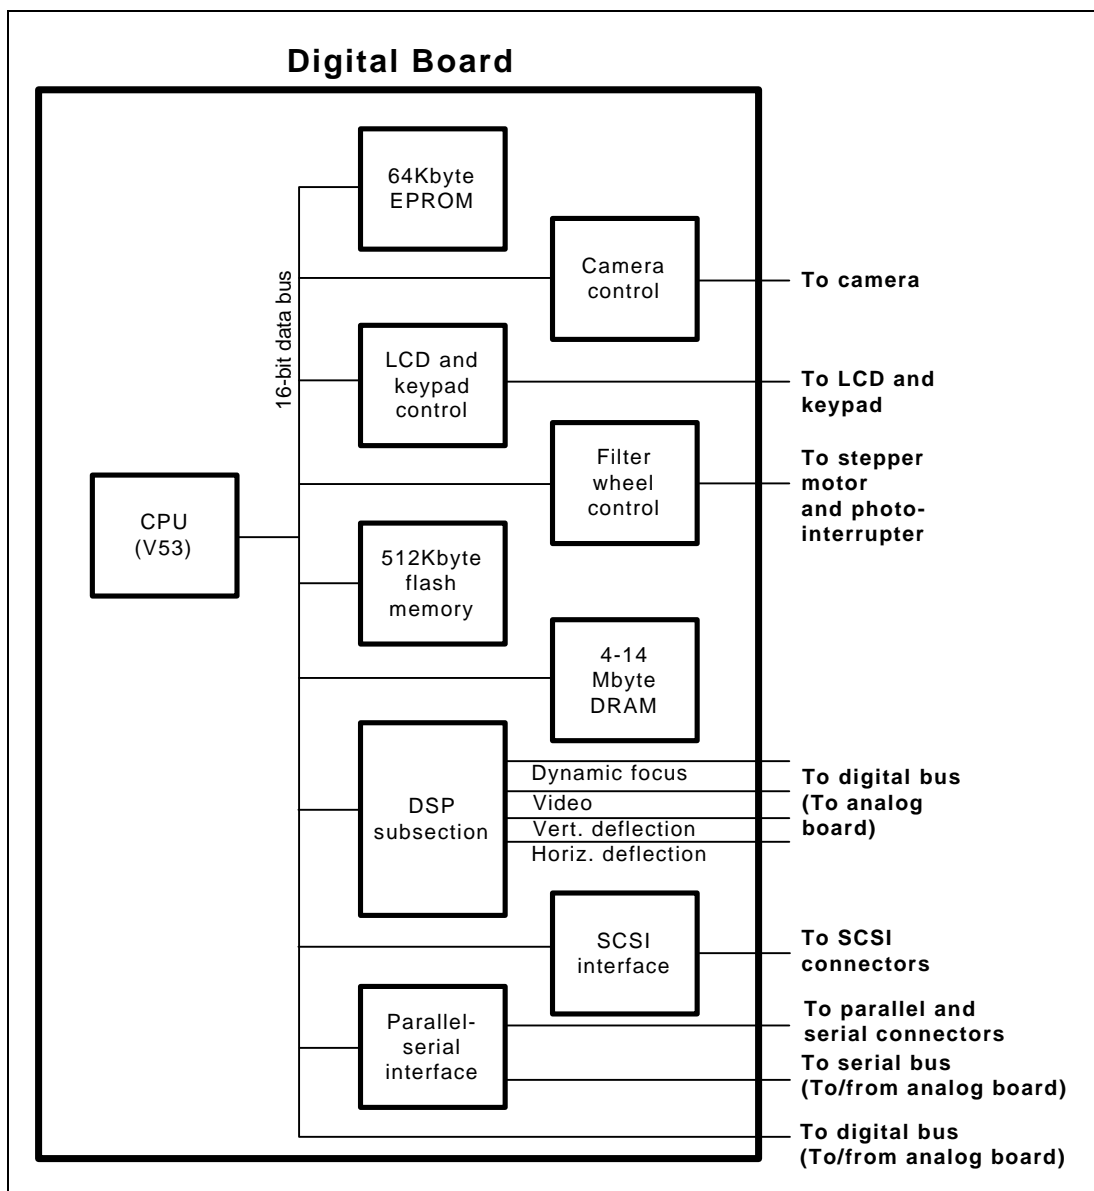 Digital Board
64Kbyte
EPROM
Camera
control
To camera
16-bit data bus
LCD and
keypad
control
To LCD and
keypad
Filter
wheel
control
To stepper
motor
and photo-
interrupter
CPU
(V53)
512Kbyte
flash
memory
4-14
Mbyte
DRAM
DSP
subsection
Dynamic focus
Video
Vert. deflection
Horiz. deflection
To digital bus
(To analog
board)
SCSI
interface
To SCSI
connectors
Parallel-
serial
interface
To parallel and
serial connectors
To serial bus
(To/from analog board)
To digital bus
(To/from analog board)